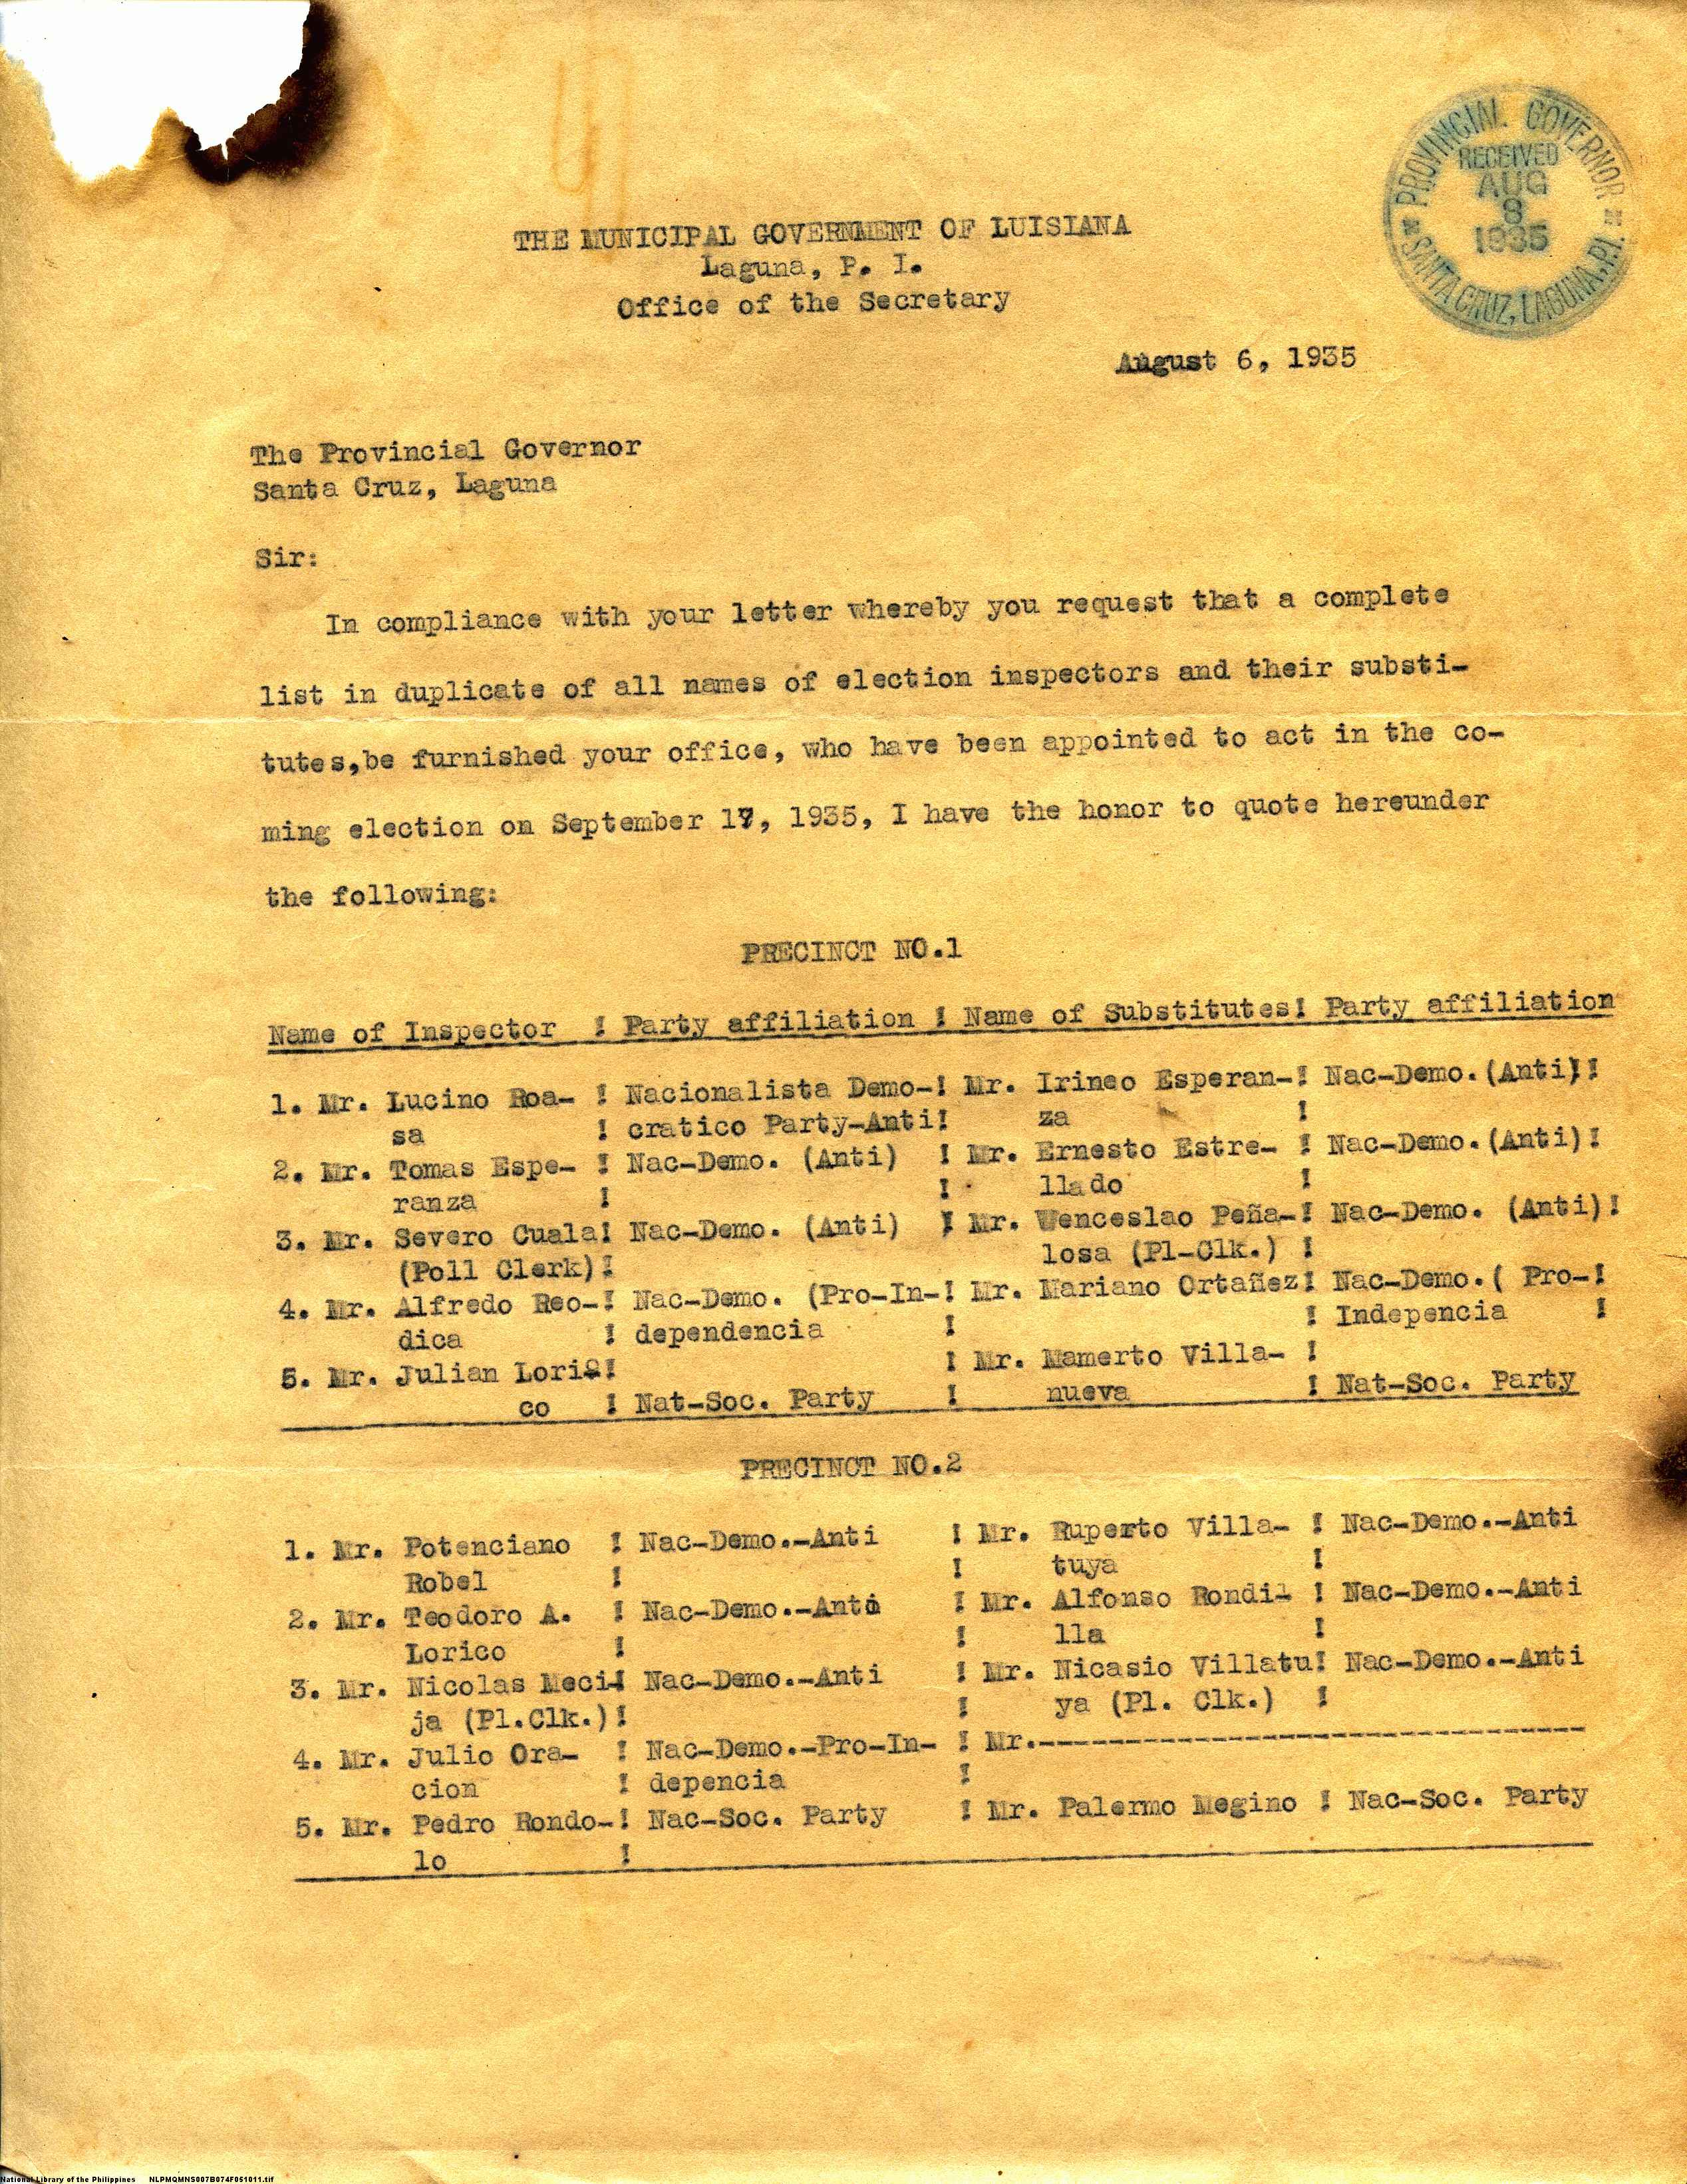 PROVINCIAL GOVERNOR
RECEIVED
AUG
8
1935
SANTA CRUZ, LAGUNA, P.I.
THE MUNICIPAL GOVERNMENT OF LUISIANA
Laguna, P. I.
Office of the Secretary
August 6, 1935
The Provincial Governor
Santa Cruz, Laguna
Sir:
In compliance with your letter whereby you request that a complete
list in duplicate of all names of election inspectors and their substi-
tutes,be furnished your office, who have been appointed to act in the co-
ming election on September 17, 1935, I have the honor to quote hereunder
the following:
PRECINCT NO.1
Name of Inspector ! Party affiliation ! Name of Substitutes! Party affiliation
1. Mr. Lucino Roa- ! Nacionalista Demo-! Mr. Irineo Esperan-! Nac-Demo.(Anti)!
sa ! cratico Party-Anti! za !
2. Mr. Tomas Espe- ! Nac-Demo. (Anti) ! Mr. Ernesto Estre- ! Nac-Demo.(Anti)!
ranza ! ! llado !
3. Mr. Severo Cuala! Nac-Demo. (Anti) ! Mr. Wenceslao Peña-! Nac-Demo. (Anti)!
(Poll Clerk)! losa (Pl-Clk.) !
4. Mr. Alfredo Reo-! Nac-Demo. (Pro-In-! Mr. Mariano Ortañez! Nac-Demo.( Pro-!
dica ! dependencia ! ! Indepencia !
5. Mr. Julian Lori-! ! Mr. Mamerto Villa- !
co ! Nat-Soc. Party ! nueva ! Nat-Soc. Party
PRECINCT NO.2
1. Mr. Potenciano ! Nac-Demo.-Anti ! Mr. Ruperto Villa- ! Nac-Demo.-Anti
Robel ! ! tuya !
2. Mr. Teodoro A. ! Nac-Demo.-Anti ! Mr. Alfonso Rondi- ! Nac-Demo.-Anti
Lorico ! ! lla !
3. Mr. Nicolas Meci-! Nac-Demo.-Anti ! Mr. Nicasio Villatu! Nac-Demo.-Anti
ja (Pl.Clk.)! ! ya (Pl. Clk.) !
4. Mr. Julio Ora- ! Nac-Demo.-Pro-In- ! Mr.--------------------------------
cion ! depencia !
5. Mr. Pedro Rondo-! Nac-Soc. Party ! Mr. Palermo Megino ! Nac-Soc. Party
lo !
National Library of the Philippines NLPMQMNS007B074F051011.tif